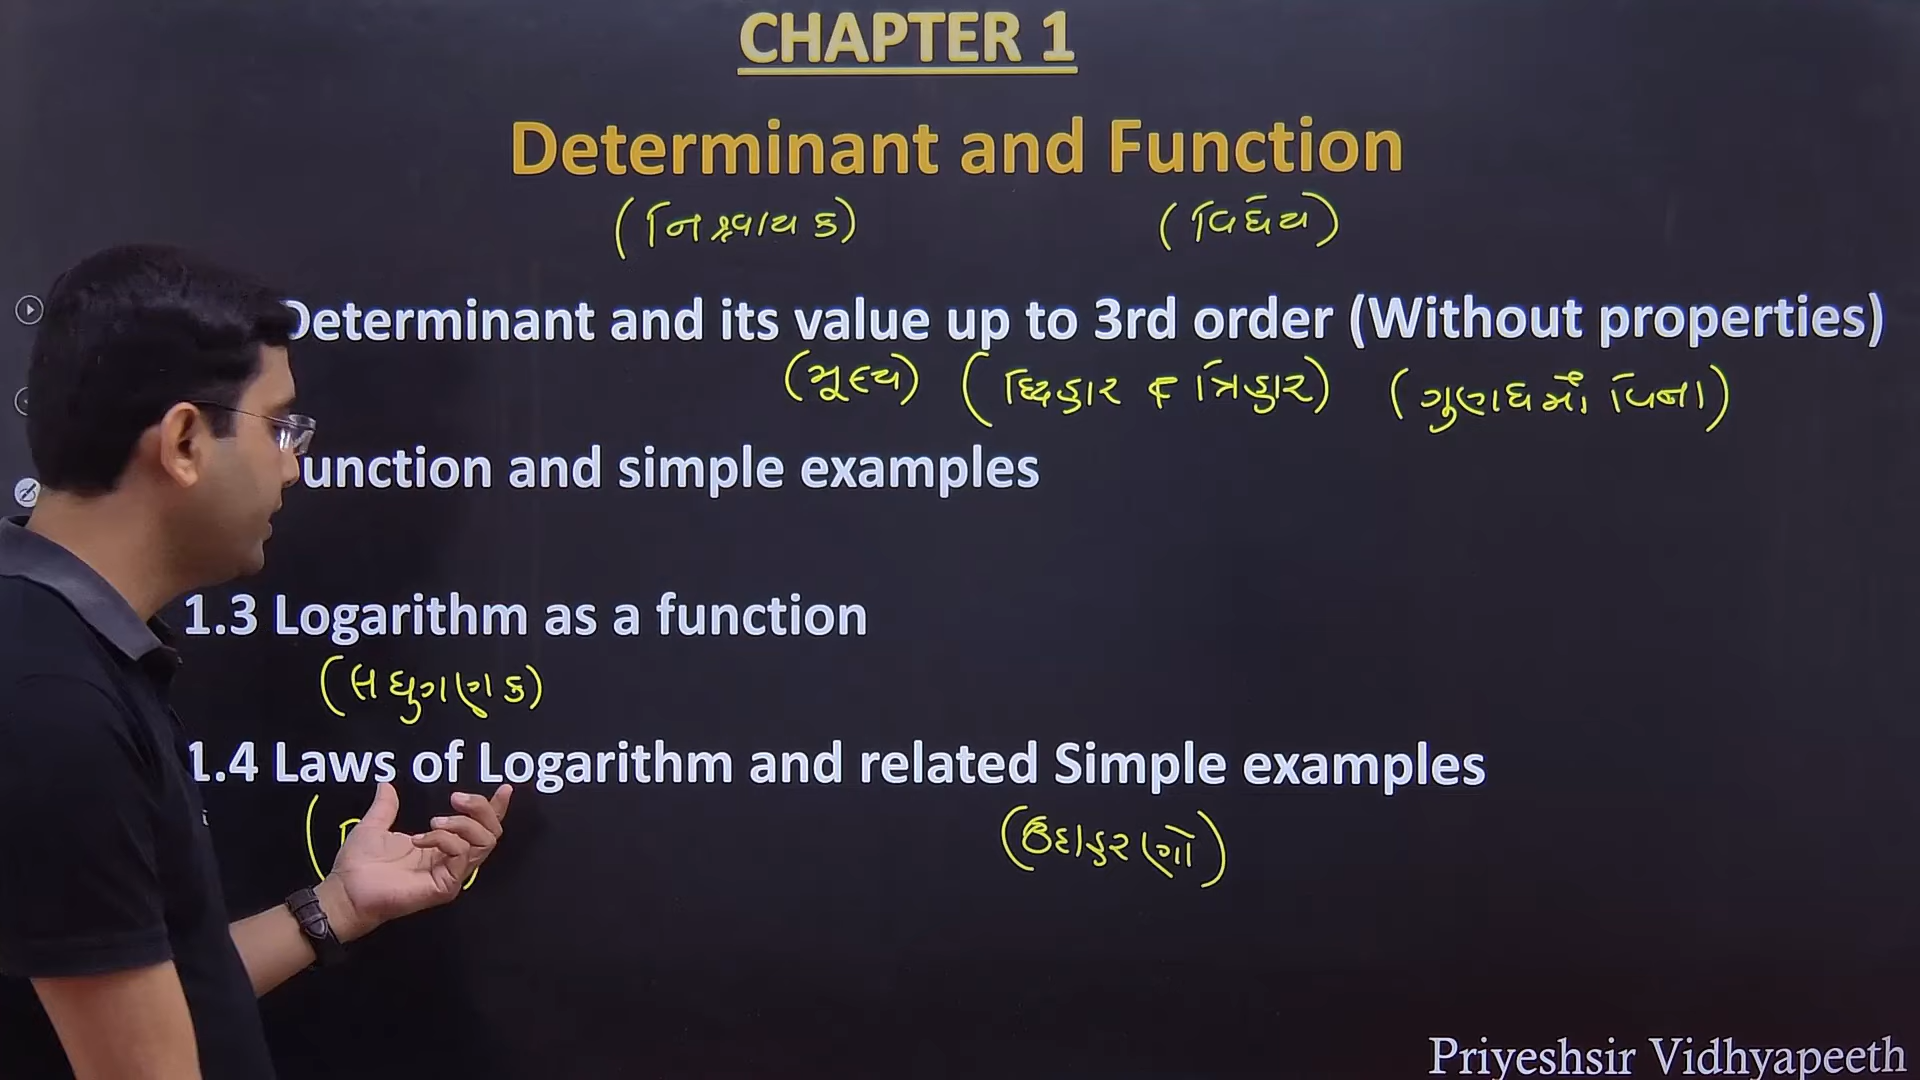 CHAPTER 1
Determinant and Function
(નિશ્ચાયક) (વિધેય)
Determinant and its value up to 3rd order (Without properties)
(મૂલ્ય) (દ્વિહાર ત્રિહાર) (ગુણધર્મો વિના)
unction and simple examples
1.3 Logarithm as a function
(લઘુગણક)
1.4 Laws of Logarithm and related Simple examples
(ઉદાહરણો)
Priyeshsir Vidhyapeeth